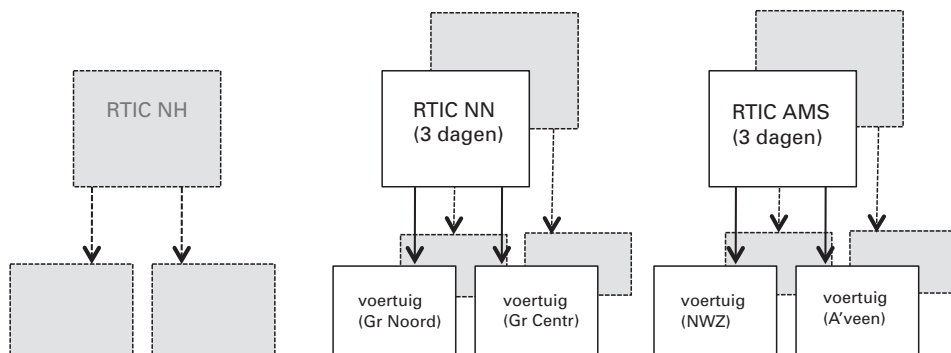 RTIC NH
RTIC NN
(3 dagen)
RTIC AMS
(3 dagen)
voertuig
(Gr Noord)
voertuig
(Gr Centr)
voertuig
(NWZ)
voertuig
(A'veen)